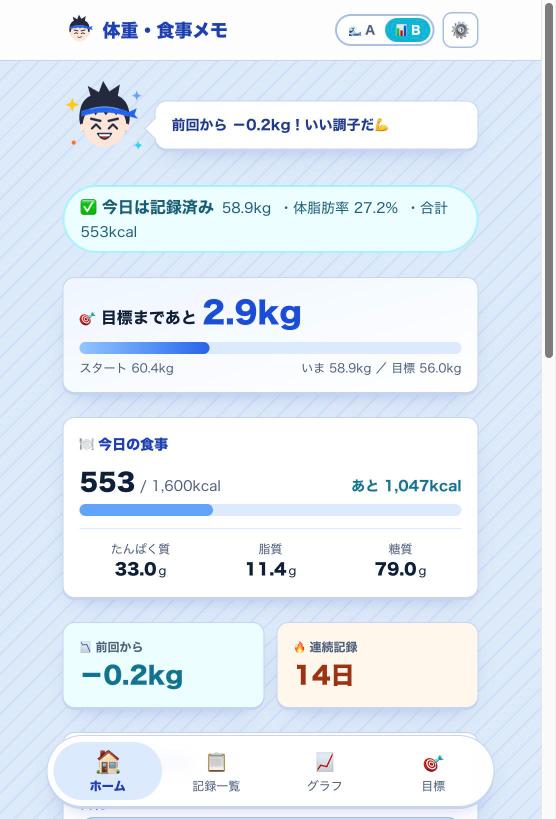 体重・食事メモ
A
B
前回から −0.2kg！いい調子だ💪
✅ 今日は記録済み 58.9kg ・体脂肪率 27.2% ・合計
553kcal
🎯 目標まであと 2.9kg
スタート 60.4kg
いま 58.9kg ／ 目標 56.0kg
🍽️ 今日の食事
553 / 1,600kcal
あと 1,047kcal
たんぱく質
脂質
糖質
33.0g
11.4g
79.0g
📉 前回から
🔥 連続記録
−0.2kg
14日
ホーム
記録一覧
グラフ
目標